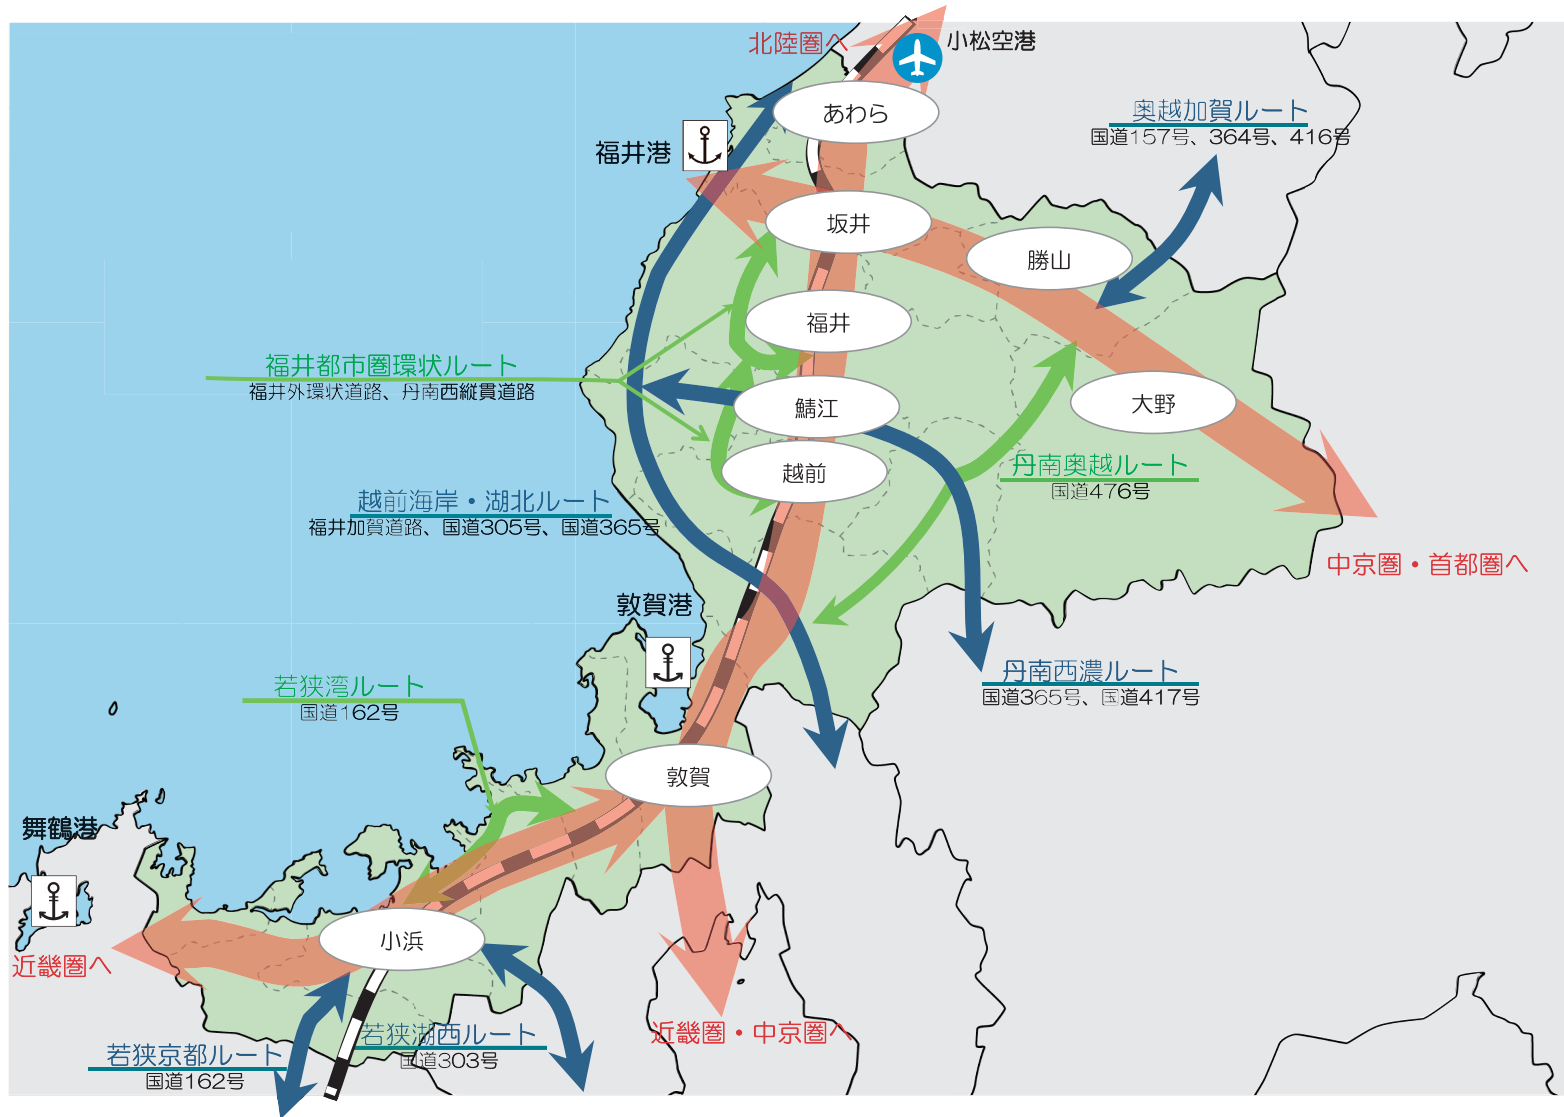 北陸圏へ
小松空港
あわら
奥越加賀ルート
国道157号、364号、416号
福井港
坂井
勝山
福井
福井都市圏環状ルート
福井外環状道路、丹南西縦貫道路
鯖江
大野
越前
丹南奥越ルート
国道476号
越前海岸・湖北ルート
福井加賀道路、国道305号、国道365号
中京圏・首都圏へ
敦賀港
丹南西濃ルート
国道365号、国道417号
若狭湾ルート
国道162号
敦賀
舞鶴港
小浜
近畿圏へ
近畿圏・中京圏へ
若狭湖西ルート
国道303号
若狭京都ルート
国道162号